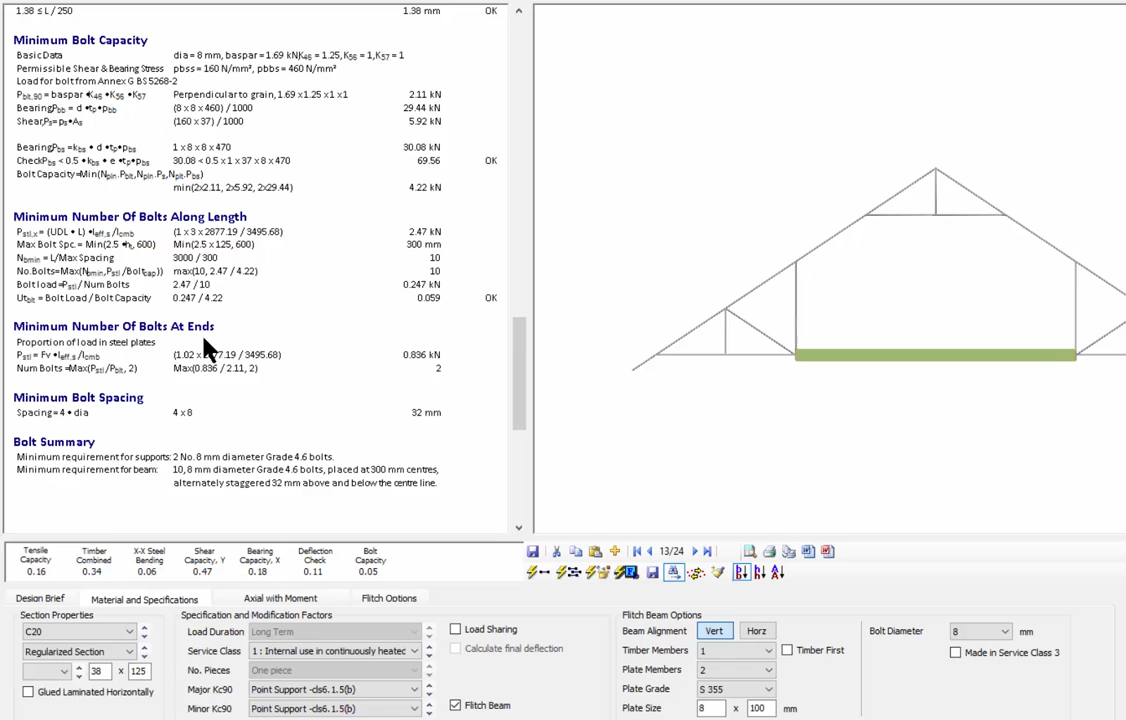 1.38 ≤ L / 250 1.38 mm OK
Minimum Bolt Capacity
Basic Data dia = 8 mm, baspar = 1.69 kN,K46 = 1.25,K56 = 1,K57 = 1
Permissible Shear & Bearing Stress pbss = 160 N/mm², pbbs = 460 N/mm²
Load for bolt from Annex G BS 5268-2
Pblt,90 = baspar •K46 •K56 •K57 Perpendicular to grain, 1.69 x1.25 x1 x1 2.11 kN
Bearing,Pbb = d •tp•pbb (8 x 8 x 460) / 1000 29.44 kN
Shear,Ps= ps•As (160 x 37) / 1000 5.92 kN
Bearing,Pbs =kbs • d •tp•pbs 1 x 8 x 8 x 470 30.08 kN
Check Pbs < 0.5 •kbs • e •tp•pbs 30.08 < 0.5 x 1 x 37 x 8 x 470 69.56 OK
Bolt Capacity=Min(Npln.Pblt,Npln.Ps,Nplt.Pbs)
min(2x2.11, 2x5.92, 2x29.44) 4.22 kN
Minimum Number Of Bolts Along Length
Pstl,x = (UDL • L) •Ieff,s / Icmb (1 x 3 x 2877.19 / 3495.68) 2.47 kN
Max Bolt Spc. = Min(2.5 •h, 600) Min(2.5 x 125, 600) 300 mm
Nbmin = L/Max Spacing 3000 / 300 10
No.Bolts=Max(Nbmin,Pstl /Boltcap)) max(10, 2.47 / 4.22) 10
Bolt load=Pstl / Num Bolts 2.47 / 10 0.247 kN
Utblt = Bolt Load / Bolt Capacity 0.247 / 4.22 0.059 OK
Minimum Number Of Bolts At Ends
Proportion of load in steel plates
Pstl = Fv •Ieff,s / Icmb (1.02 x 2877.19 / 3495.68) 0.836 kN
Num Bolts =Max(Pstl/Pblt, 2) Max(0.836 / 2.11, 2) 2
Minimum Bolt Spacing
Spacing= 4 • dia 4 x 8 32 mm
Bolt Summary
Minimum requirement for supports: 2 No. 8 mm diameter Grade 4.6 bolts.
Minimum requirement for beam: 10, 8 mm diameter Grade 4.6 bolts, placed at 300 mm centres,
alternately staggered 32 mm above and below the centre line.
Tensile Capacity Timber Combined X-X Steel Bending Shear Capacity, Y Bearing Capacity, X Deflection Check Bolt Capacity
0.16 0.34 0.06 0.47 0.18 0.11 0.05
13/24
Design Brief Material and Specifications Axial with Moment Flitch Options
Section Properties
C20
Regularized Section
38 x 125
Glued Laminated Horizontally
Specification and Modification Factors
Load Duration Long Term
Service Class 1 : Internal use in continuously heatec
No. Pieces One piece
Major Kc90 Point Support -cls6.1.5(b)
Minor Kc90 Point Support -cls6.1.5(b)
Load Sharing
Calculate final deflection
Flitch Beam
Flitch Beam Options
Beam Alignment Vert Horz
Timber Members 1 Timber First
Plate Members 2
Plate Grade S 355
Plate Size 8 x 100 mm
Bolt Diameter 8 mm
Made in Service Class 3